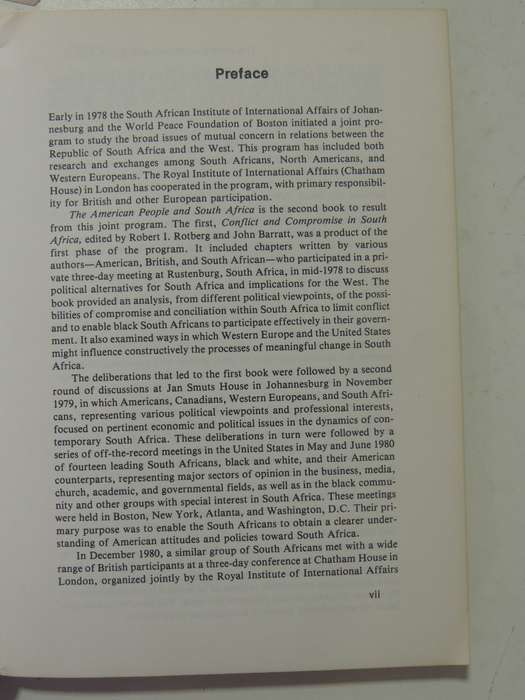 Preface
Early in 1978 the South African Institute of International Affairs of Johan-
nesburg and the World Peace Foundation of Boston initiated a joint pro-
gram to study the broad issues of mutual concern in relations between the
Republic of South Africa and the West. This program has included both
research and exchanges among South Africans, North Americans, and
Western Europeans. The Royal Institute of International Affairs (Chatham
House) in London has cooperated in the program, with primary responsibil-
ity for British and other European participation.
The American People and South Africa is the second book to result
from this joint program. The first, Conflict and Compromise in South
Africa, edited by Robert I. Rotberg and John Barratt, was a product of the
first phase of the program. It included chapters written by various
authors—American, British, and South African—who participated in a pri-
vate three-day meeting at Rustenburg, South Africa, in mid-1978 to discuss
political alternatives for South Africa and implications for the West. The
book provided an analysis, from different political viewpoints, of the possi-
bilities of compromise and conciliation within South Africa to limit conflict
and to enable black South Africans to participate effectively in their govern-
ment. It also examined ways in which Western Europe and the United States
might influence constructively the processes of meaningful change in South
Africa.
The deliberations that led to the first book were followed by a second
round of discussions at Jan Smuts House in Johannesburg in November
1979, in which Americans, Canadians, Western Europeans, and South Afri-
cans, representing various political viewpoints and professional interests,
focused on pertinent economic and political issues in the dynamics of con-
temporary South Africa. These deliberations in turn were followed by a
series of off-the-record meetings in the United States in May and June 1980
of fourteen leading South Africans, black and white, and their American
counterparts, representing major sectors of opinion in the business, media,
church, academic, and governmental fields, as well as in the black commu-
nity and other groups with special interest in South Africa. These meetings
were held in Boston, New York, Atlanta, and Washington, D.C. Their pri-
mary purpose was to enable the South Africans to obtain a clearer under-
standing of American attitudes and policies toward South Africa.
In December 1980, a similar group of South Africans met with a wide
range of British participants at a three-day conference at Chatham House in
London, organized jointly by the Royal Institute of International Affairs
vii